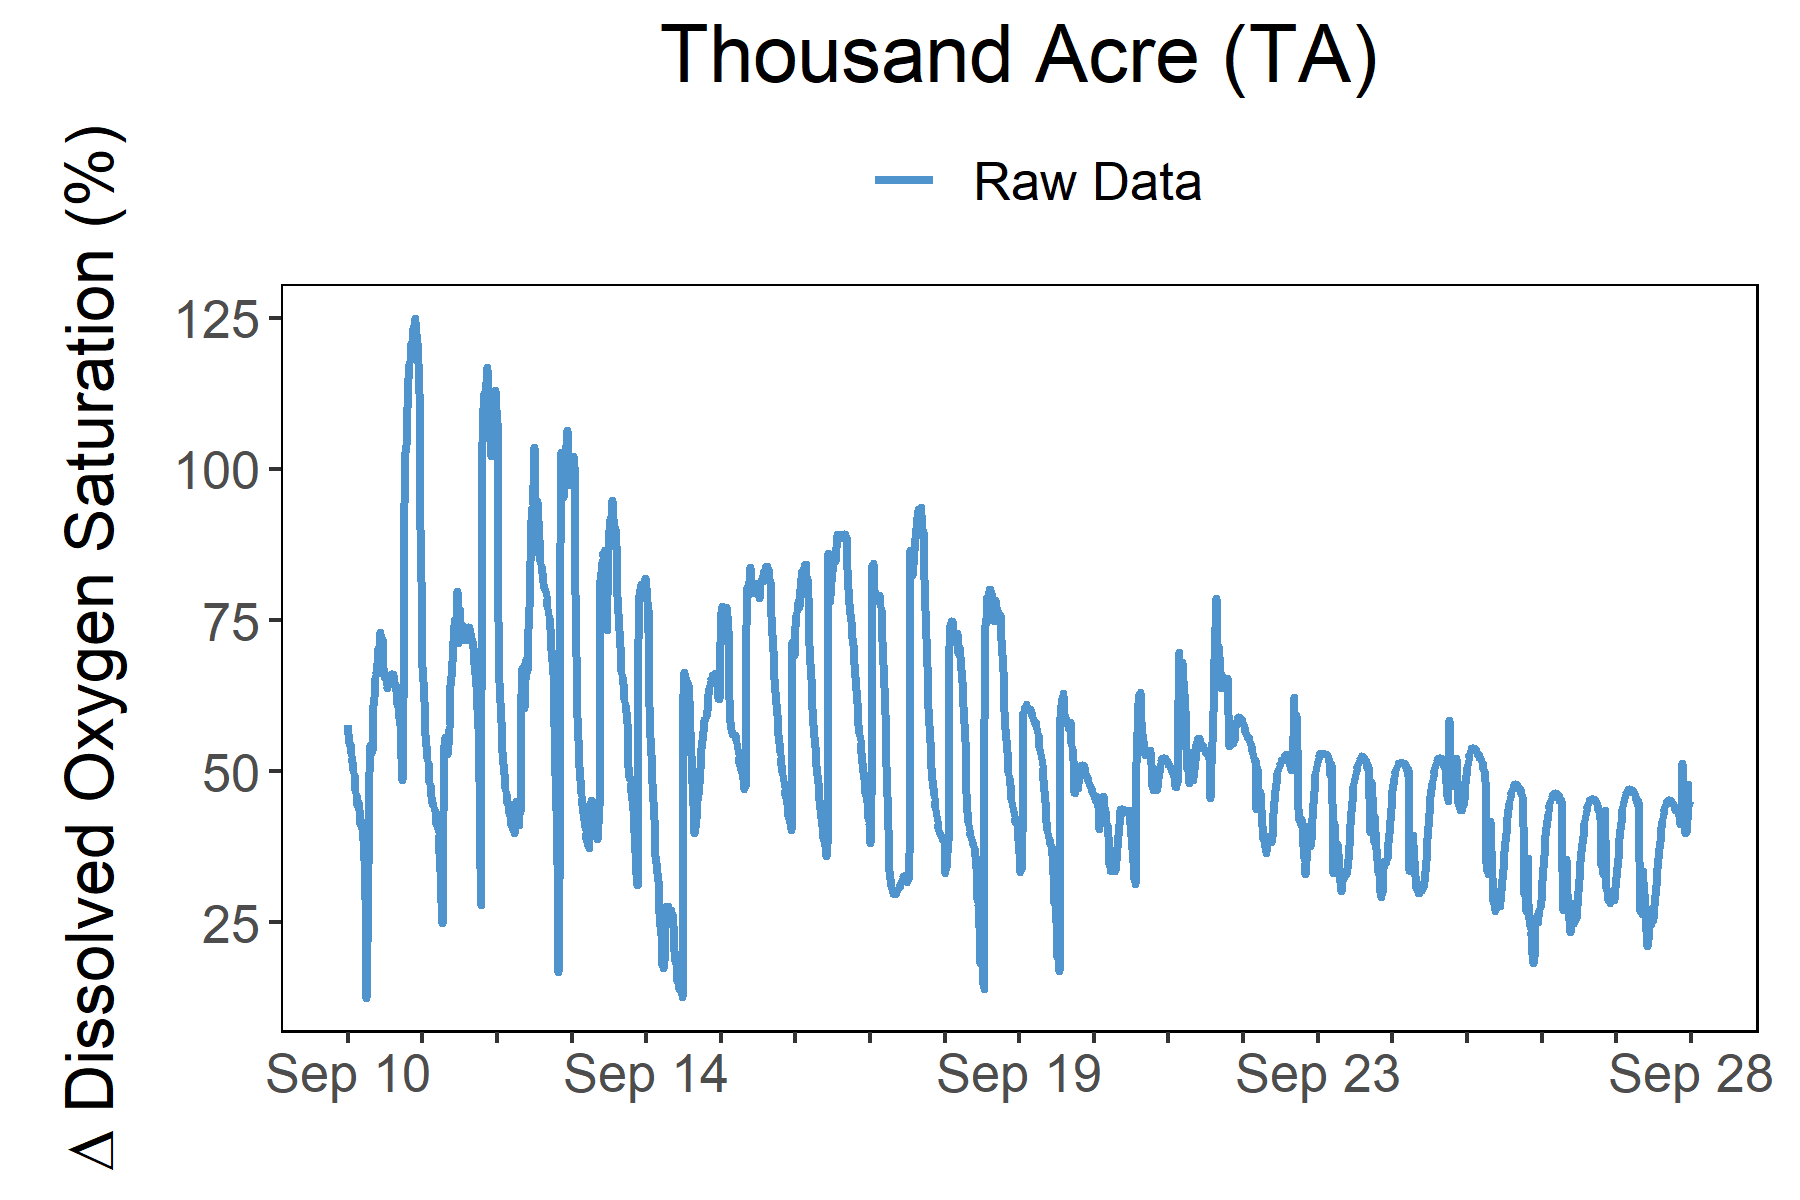 Thousand Acre (TA)
Raw Data
Δ Dissolved Oxygen Saturation (%)
125
100
75
50
25
Sep 10
Sep 14
Sep 19
Sep 23
Sep 28